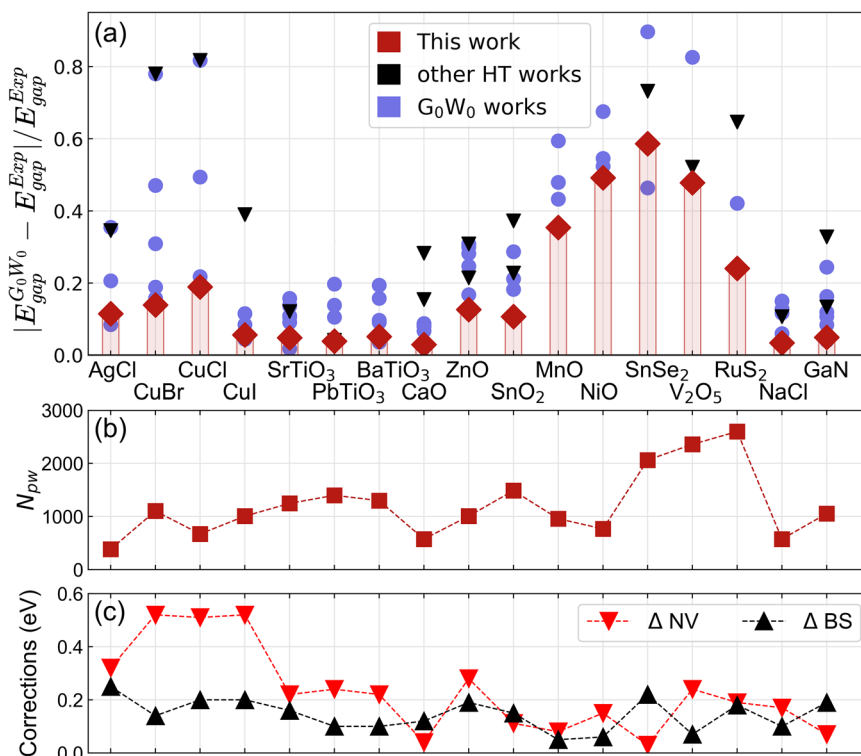 (a)
This work
other HT works
G₀W₀ works
|E_gap^{G₀W₀} − E_gap^{Exp}|/E_gap^{Exp}
0.8
0.6
0.4
0.2
0.0
AgCl CuCl SrTiO₃ BaTiO₃ ZnO MnO SnSe₂ RuS₂ GaN
CuBr CuI PbTiO₃ CaO SnO₂ NiO V₂O₅ NaCl
(b)
N_pw
3000
2000
1000
0
(c)
Δ NV Δ BS
Corrections (eV)
0.6
0.4
0.2
0.0